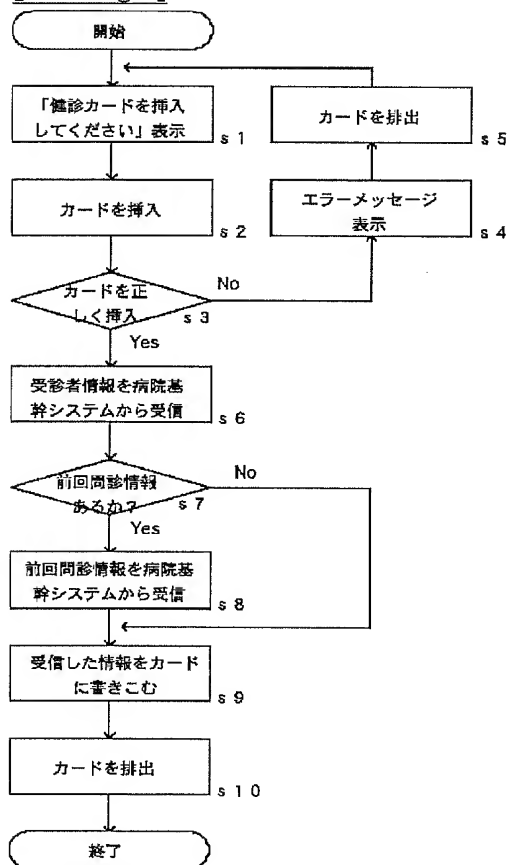 開始
「健診カードを挿入
してください」表示
s 1
カードを排出
s 5
カードを挿入
s 2
エラーメッセージ
表示
s 4
カードを正
しく挿入
s 3
No
Yes
受診者情報を病院基
幹システムから受信
s 6
前回問診情報
あるか?
s 7
No
Yes
前回問診情報を病院基
幹システムから受信
s 8
受信した情報をカード
に書きこむ
s 9
カードを排出
s 1 0
終了